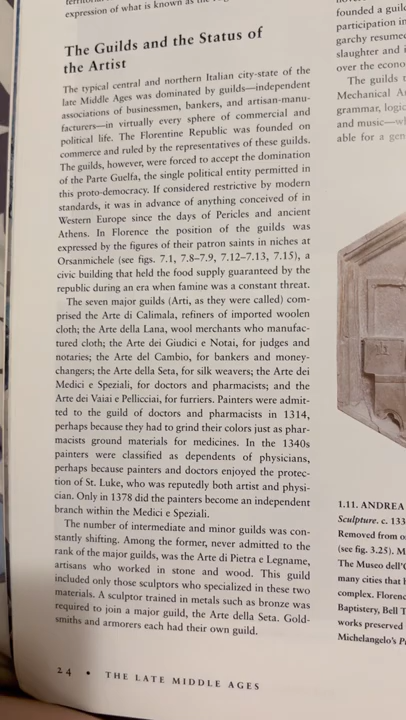 expression of what is known as the
The Guilds and the Status of
the Artist
The typical central and northern Italian city-state of the
late Middle Ages was dominated by guilds—independent
associations of businessmen, bankers, and artisan-manu-
facturers—in virtually every sphere of commercial and
political life. The Florentine Republic was founded on
commerce and ruled by the representatives of these guilds.
The guilds, however, were forced to accept the domination
of the Parte Guelfa, the single political entity permitted in
this proto-democracy. If considered restrictive by modern
standards, it was in advance of anything conceived of in
Western Europe since the days of Pericles and ancient
Athens. In Florence the position of the guilds was
expressed by the figures of their patron saints in niches at
Orsanmichele (see figs. 7.1, 7.8–7.9, 7.12–7.13, 7.15), a
civic building that held the food supply guaranteed by the
republic during an era when famine was a constant threat.
The seven major guilds (Arti, as they were called) com-
prised the Arte di Calimala, refiners of imported woolen
cloth; the Arte della Lana, wool merchants who manufac-
tured cloth; the Arte dei Giudici e Notai, for judges and
notaries; the Arte del Cambio, for bankers and money-
changers; the Arte della Seta, for silk weavers; the Arte dei
Medici e Speziali, for doctors and pharmacists; and the
Arte dei Vaiai e Pellicciai, for furriers. Painters were admit-
ted to the guild of doctors and pharmacists in 1314,
perhaps because they had to grind their colors just as phar-
macists ground materials for medicines. In the 1340s
painters were classified as dependents of physicians,
perhaps because painters and doctors enjoyed the protec-
tion of St. Luke, who was reputedly both artist and physi-
cian. Only in 1378 did the painters become an independent
branch within the Medici e Speziali.
The number of intermediate and minor guilds was con-
stantly shifting. Among the former, never admitted to the
rank of the major guilds, was the Arte di Pietra e Legname,
artisans who worked in stone and wood. This guild
included only those sculptors who specialized in these two
materials. A sculptor trained in metals such as bronze was
required to join a major guild, the Arte della Seta. Gold-
smiths and armorers each had their own guild.
24 • THE LATE MIDDLE AGES
founded a
participation in
garchy resumed
slaughter and
over the
The guilds
Mechanical
grammar,
and music—
able for a
1.11. ANDREA
Sculpture. c.
Removed from
(see fig. 3.25).
The Museo
many cities that
complex.
Baptistery, Bell
works preserved
Michelangelo's